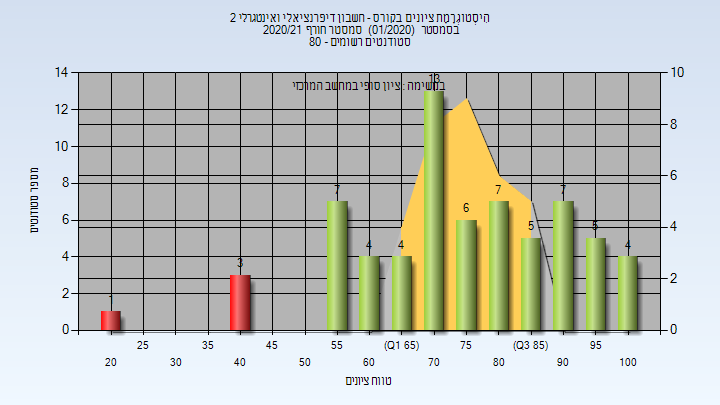 היסטוגרמת ציונים בקורס - חשבון דיפרנציאלי ואינטגרלי 2
בסמסטר (01/2020) סמסטר חורף 2020/21
סטודנטים רשומים - 80
במשימה : ציון סופי במחשב המרכזי
מספר סטודנטים
14 12 10 8 6 4 2 0
10 8 6 4 2 0
1 3 7 4 4 13 6 7 5 7 5 4
25 35 45 55 (Q1 65) 75 (Q3 85) 95
20 30 40 50 60 70 80 90 100
טווח ציונים